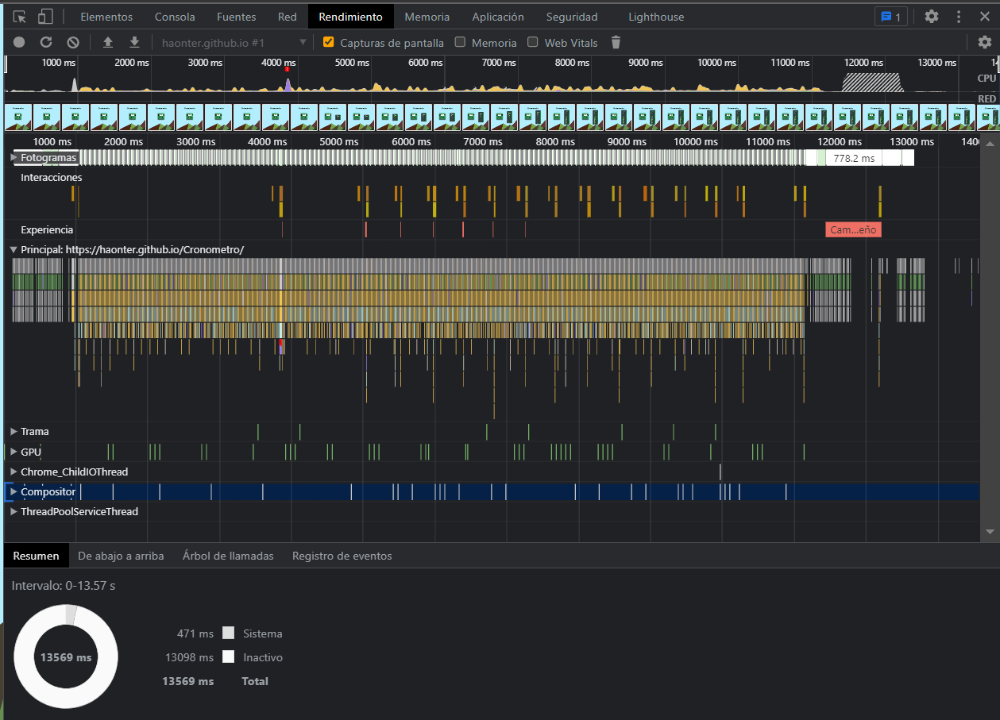 Elementos Consola Fuentes Red Rendimiento Memoria Aplicación Seguridad Lighthouse 1
haonter.github.io #1 Capturas de pantalla Memoria Web Vitals
1000 ms 2000 ms 3000 ms 4000 ms 5000 ms 6000 ms 7000 ms 8000 ms 9000 ms 10000 ms 11000 ms 12000 ms 13000 ms 14
CPU
RED
1000 ms 2000 ms 3000 ms 4000 ms 5000 ms 6000 ms 7000 ms 8000 ms 9000 ms 10000 ms 11000 ms 12000 ms 13000 ms 140
Fotogramas 778.2 ms
Interacciones
Experiencia Cam...eño
Principal: https://haonter.github.io/Cronometro/
Trama
GPU
Chrome_ChildIOThread
Compositor
ThreadPoolServiceThread
Resumen De abajo a arriba Árbol de llamadas Registro de eventos
Intervalo: 0-13.57 s
471 ms Sistema
13569 ms 13098 ms Inactivo
13569 ms Total